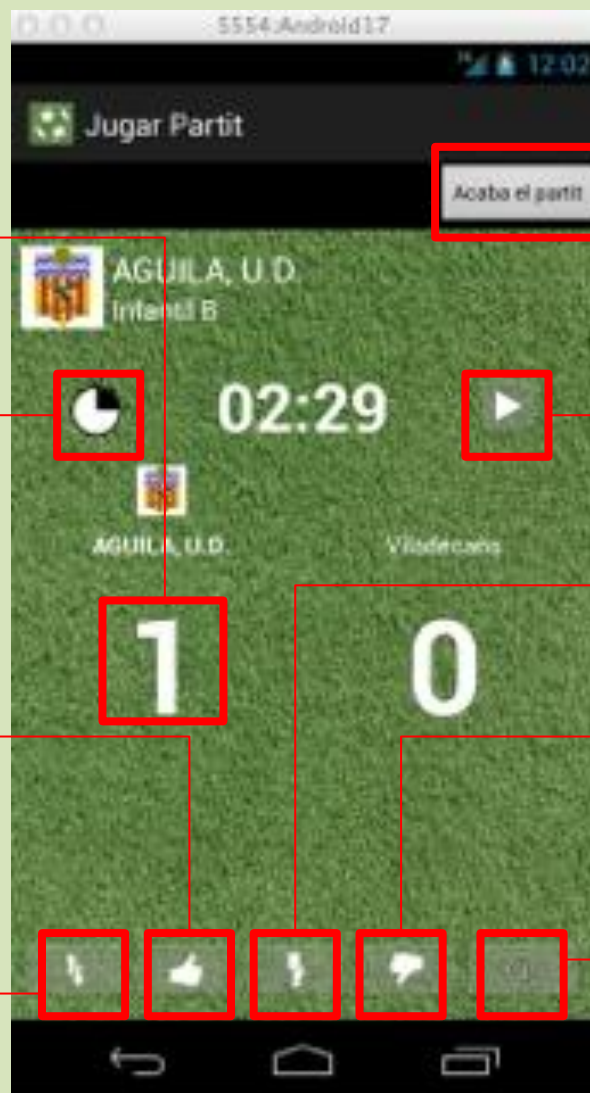 5554:Android17
12:02
Jugar Partit
Acaba el partit
AGUILA, U.D.
Infantil B
02:29
AGUILA, U.D.
Viladecans
1
0